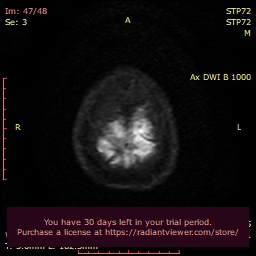 Im: 47/48
Se: 3
A
STP72
STP72
M
Ax DWI B 1000
R
L
You have 30 days left in your trial period.
Purchase a license at https://radiantviewer.com/store/